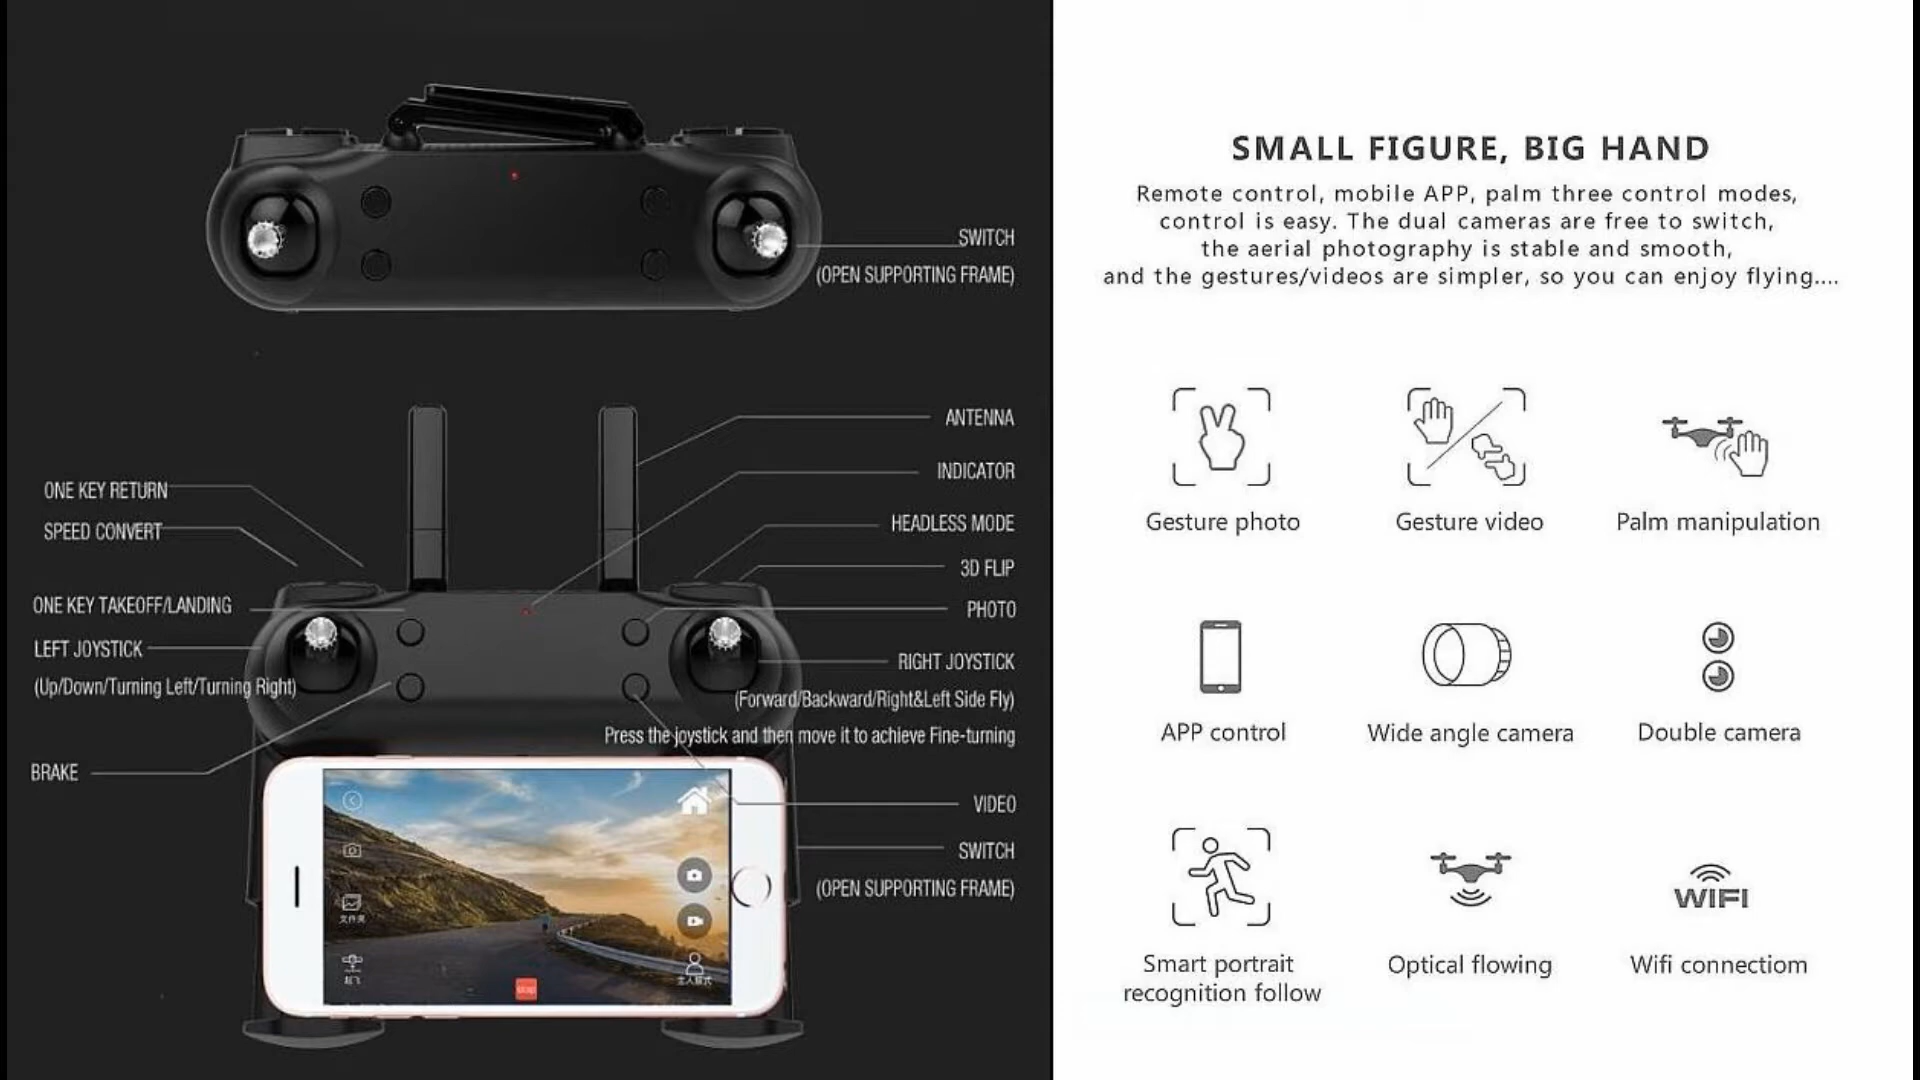 SWITCH
(OPEN SUPPORTING FRAME)
ANTENNA
INDICATOR
HEADLESS MODE
3D FLIP
PHOTO
RIGHT JOYSTICK
(Forward/Backward/Right&Left Side Fly)
Press the joystick and then move it to achieve Fine-turning
VIDEO
SWITCH
(OPEN SUPPORTING FRAME)
ONE KEY RETURN
SPEED CONVERT
ONE KEY TAKEOFF/LANDING
LEFT JOYSTICK
(Up/Down/Turning Left/Turning Right)
BRAKE
文件夹
起飞
SMALL FIGURE, BIG HAND
Remote control, mobile APP, palm three control modes,
control is easy. The dual cameras are free to switch,
the aerial photography is stable and smooth,
and the gestures/videos are simpler, so you can enjoy flying....
Gesture photo
Gesture video
Palm manipulation
APP control
Wide angle camera
Double camera
Smart portrait
recognition follow
Optical flowing
WIFI
Wifi connectiom